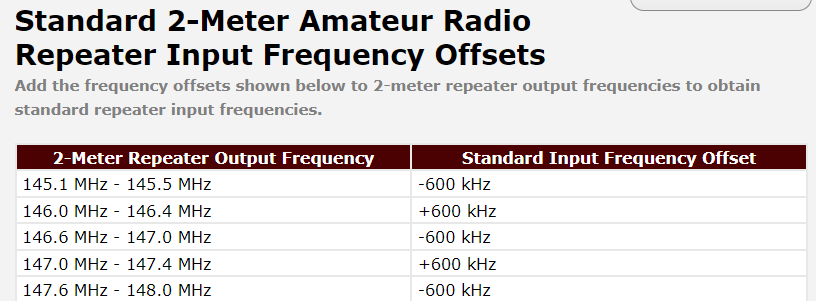 Standard 2-Meter Amateur Radio
Repeater Input Frequency Offsets
Add the frequency offsets shown below to 2-meter repeater output frequencies to obtain
standard repeater input frequencies.
2-Meter Repeater Output Frequency Standard Input Frequency Offset
145.1 MHz - 145.5 MHz -600 kHz
146.0 MHz - 146.4 MHz +600 kHz
146.6 MHz - 147.0 MHz -600 kHz
147.0 MHz - 147.4 MHz +600 kHz
147.6 MHz - 148.0 MHz -600 kHz